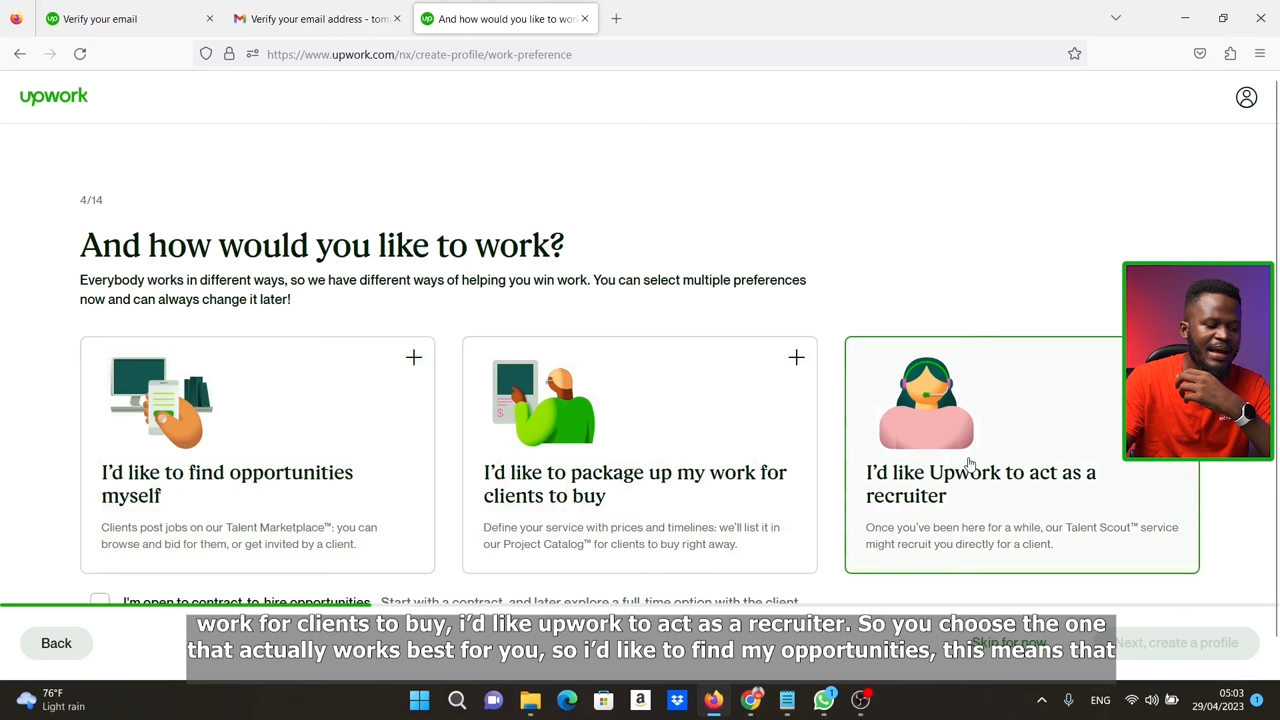 Verify your email
Verify your email address - tom
And how would you like to wor
https://www.upwork.com/nx/create-profile/work-preference
upwork
4/14
And how would you like to work?
Everybody works in different ways, so we have different ways of helping you win work. You can select multiple preferences
now and can always change it later!
I'd like to find opportunities
myself
Clients post jobs on our Talent Marketplace™: you can
browse and bid for them, or get invited by a client.
I'd like to package up my work for
clients to buy
Define your service with prices and timelines: we'll list it in
our Project Catalog™ for clients to buy right away.
I'd like Upwork to act as a
recruiter
Once you've been here for a while, our Talent Scout™ service
might recruit you directly for a client.
I'm open to contract-to-hire opportunities Start with a contract, and later explore a full-time option with the client
work for clients to buy, i'd like upwork to act as a recruiter. So you choose the one
that actually works best for you, so i'd like to find my opportunities, this means that
Back
Skip for now
Next, create a profile
76°F
Light rain
1
ENG
05:03
29/04/2023
1